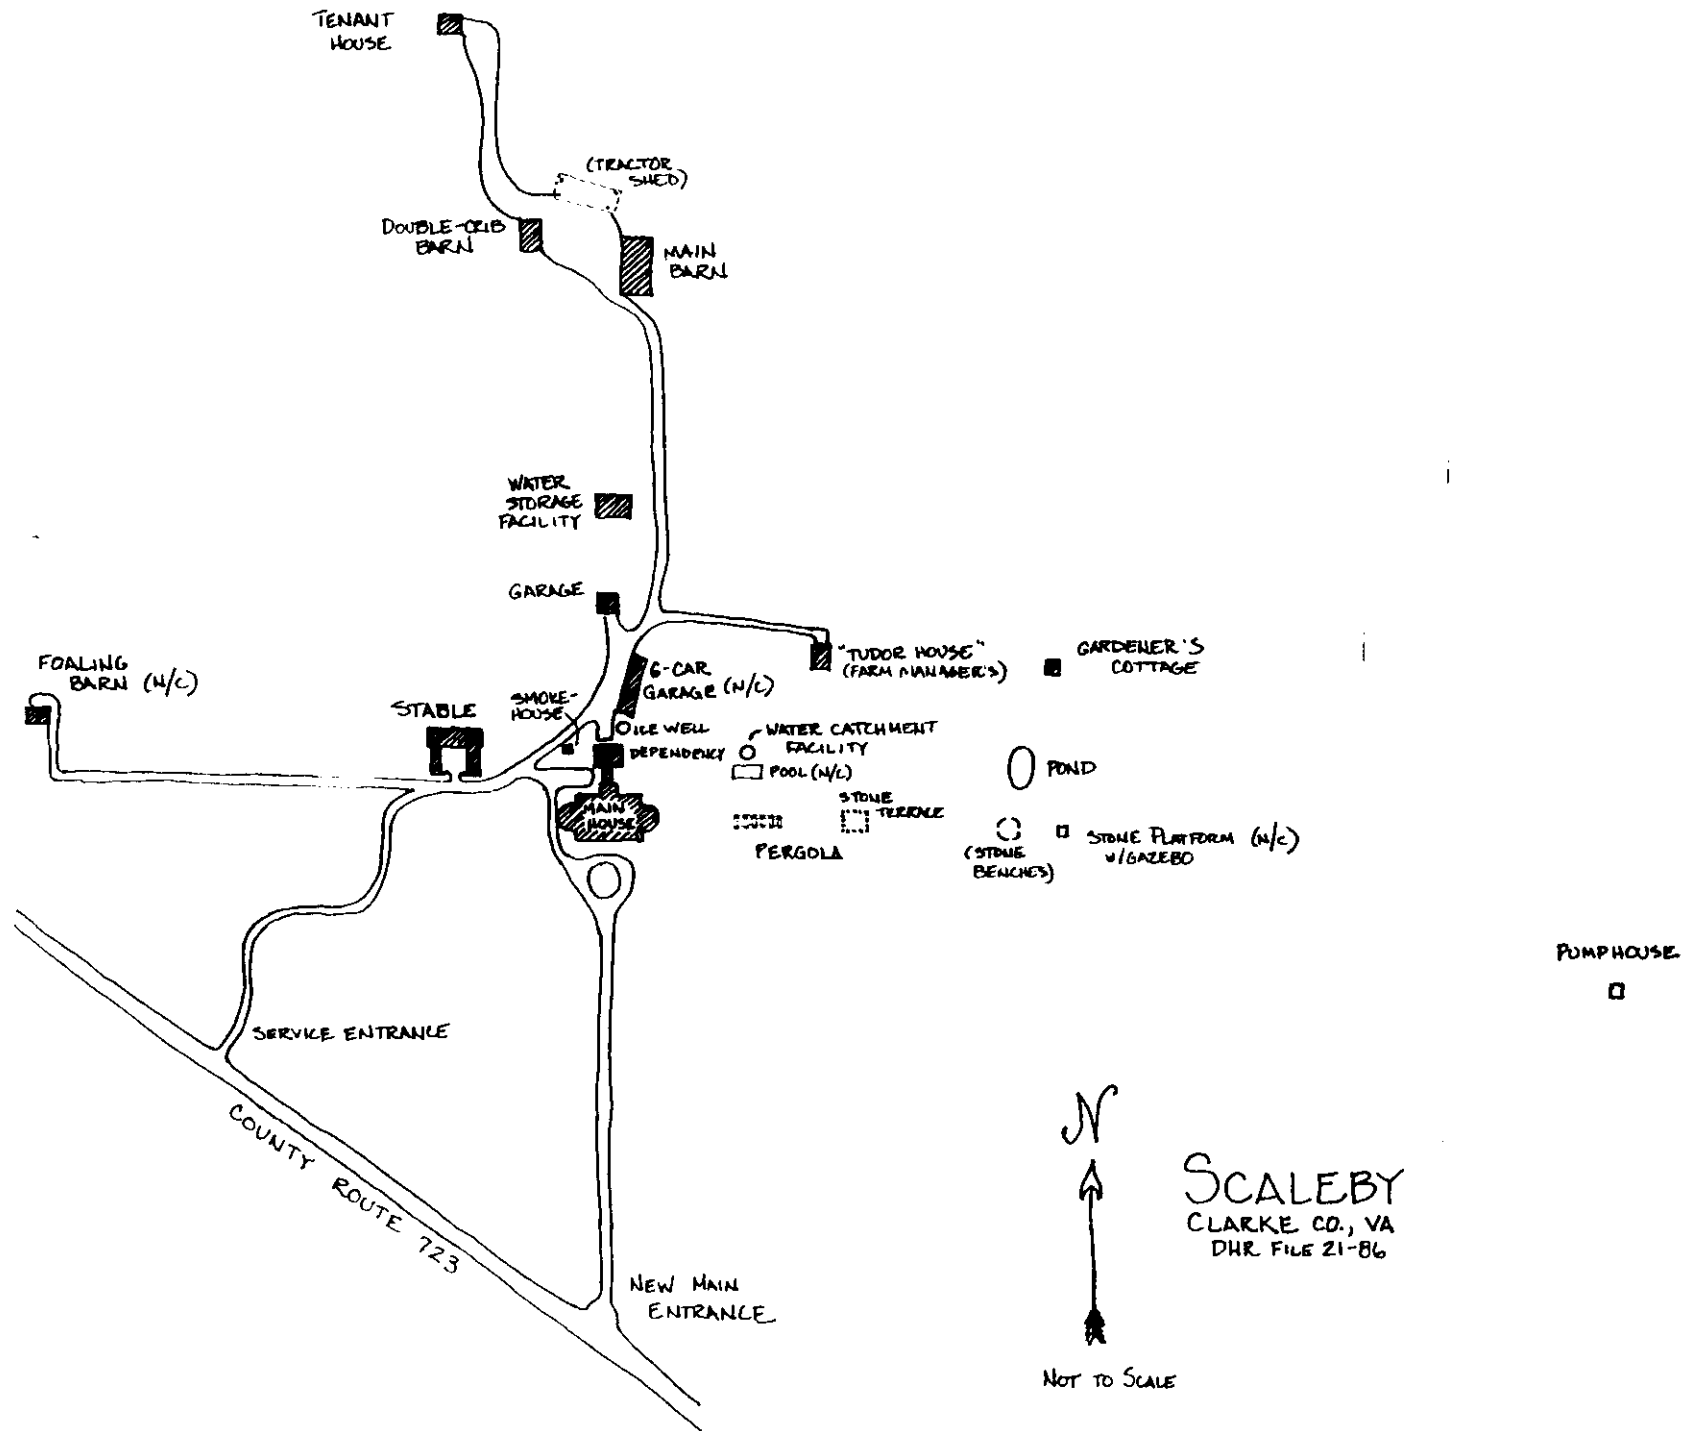 TENANT
HOUSE
(TRACTOR
SHED)
DOUBLE-CRIB
BARN
MAIN
BARN
WATER
STORAGE
FACILITY
GARAGE
"TUDOR HOUSE"
(FARM MANAGER'S)
GARDENER'S
COTTAGE
FOALING
BARN (N/C)
6-CAR
GARAGE (N/C)
STABLE
SMOKE-
HOUSE
ICE WELL
DEPENDENCY
WATER CATCHMENT
FACILITY
POOL (N/C)
POND
MAIN
HOUSE
STONE
TERRACE
PERGOLA
(STONE
BENCHES)
STONE PLATFORM (N/C)
W/GAZEBO
PUMPHOUSE
SERVICE ENTRANCE
COUNTY ROUTE 723
NEW MAIN
ENTRANCE
N
SCALEBY
CLARKE CO., VA
DHR FILE 21-86
NOT TO SCALE